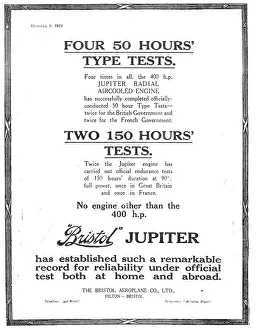 FOUR 50 HOURS'
TYPE TESTS.
Four times in all, the 400 h.p.
JUPITER RADIAL
AIRCOOLED ENGINE
has successfully completed officially-
conducted 50 hour Type Tests—
twice for the British Government and
twice for the French Government.
TWO 150 HOURS'
TESTS.
Twice the Jupiter engine has
carried out official endurance tests
of 150 hours' duration at 90%
full power, once in Great Britain
and once in France.
No engine other than the
400 h.p.
"Bristol" JUPITER
has established such a remarkable
record for reliability under official
test both at home and abroad.
THE BRISTOL AEROPLANE CO., LTD.
FILTON — BRISTOL.